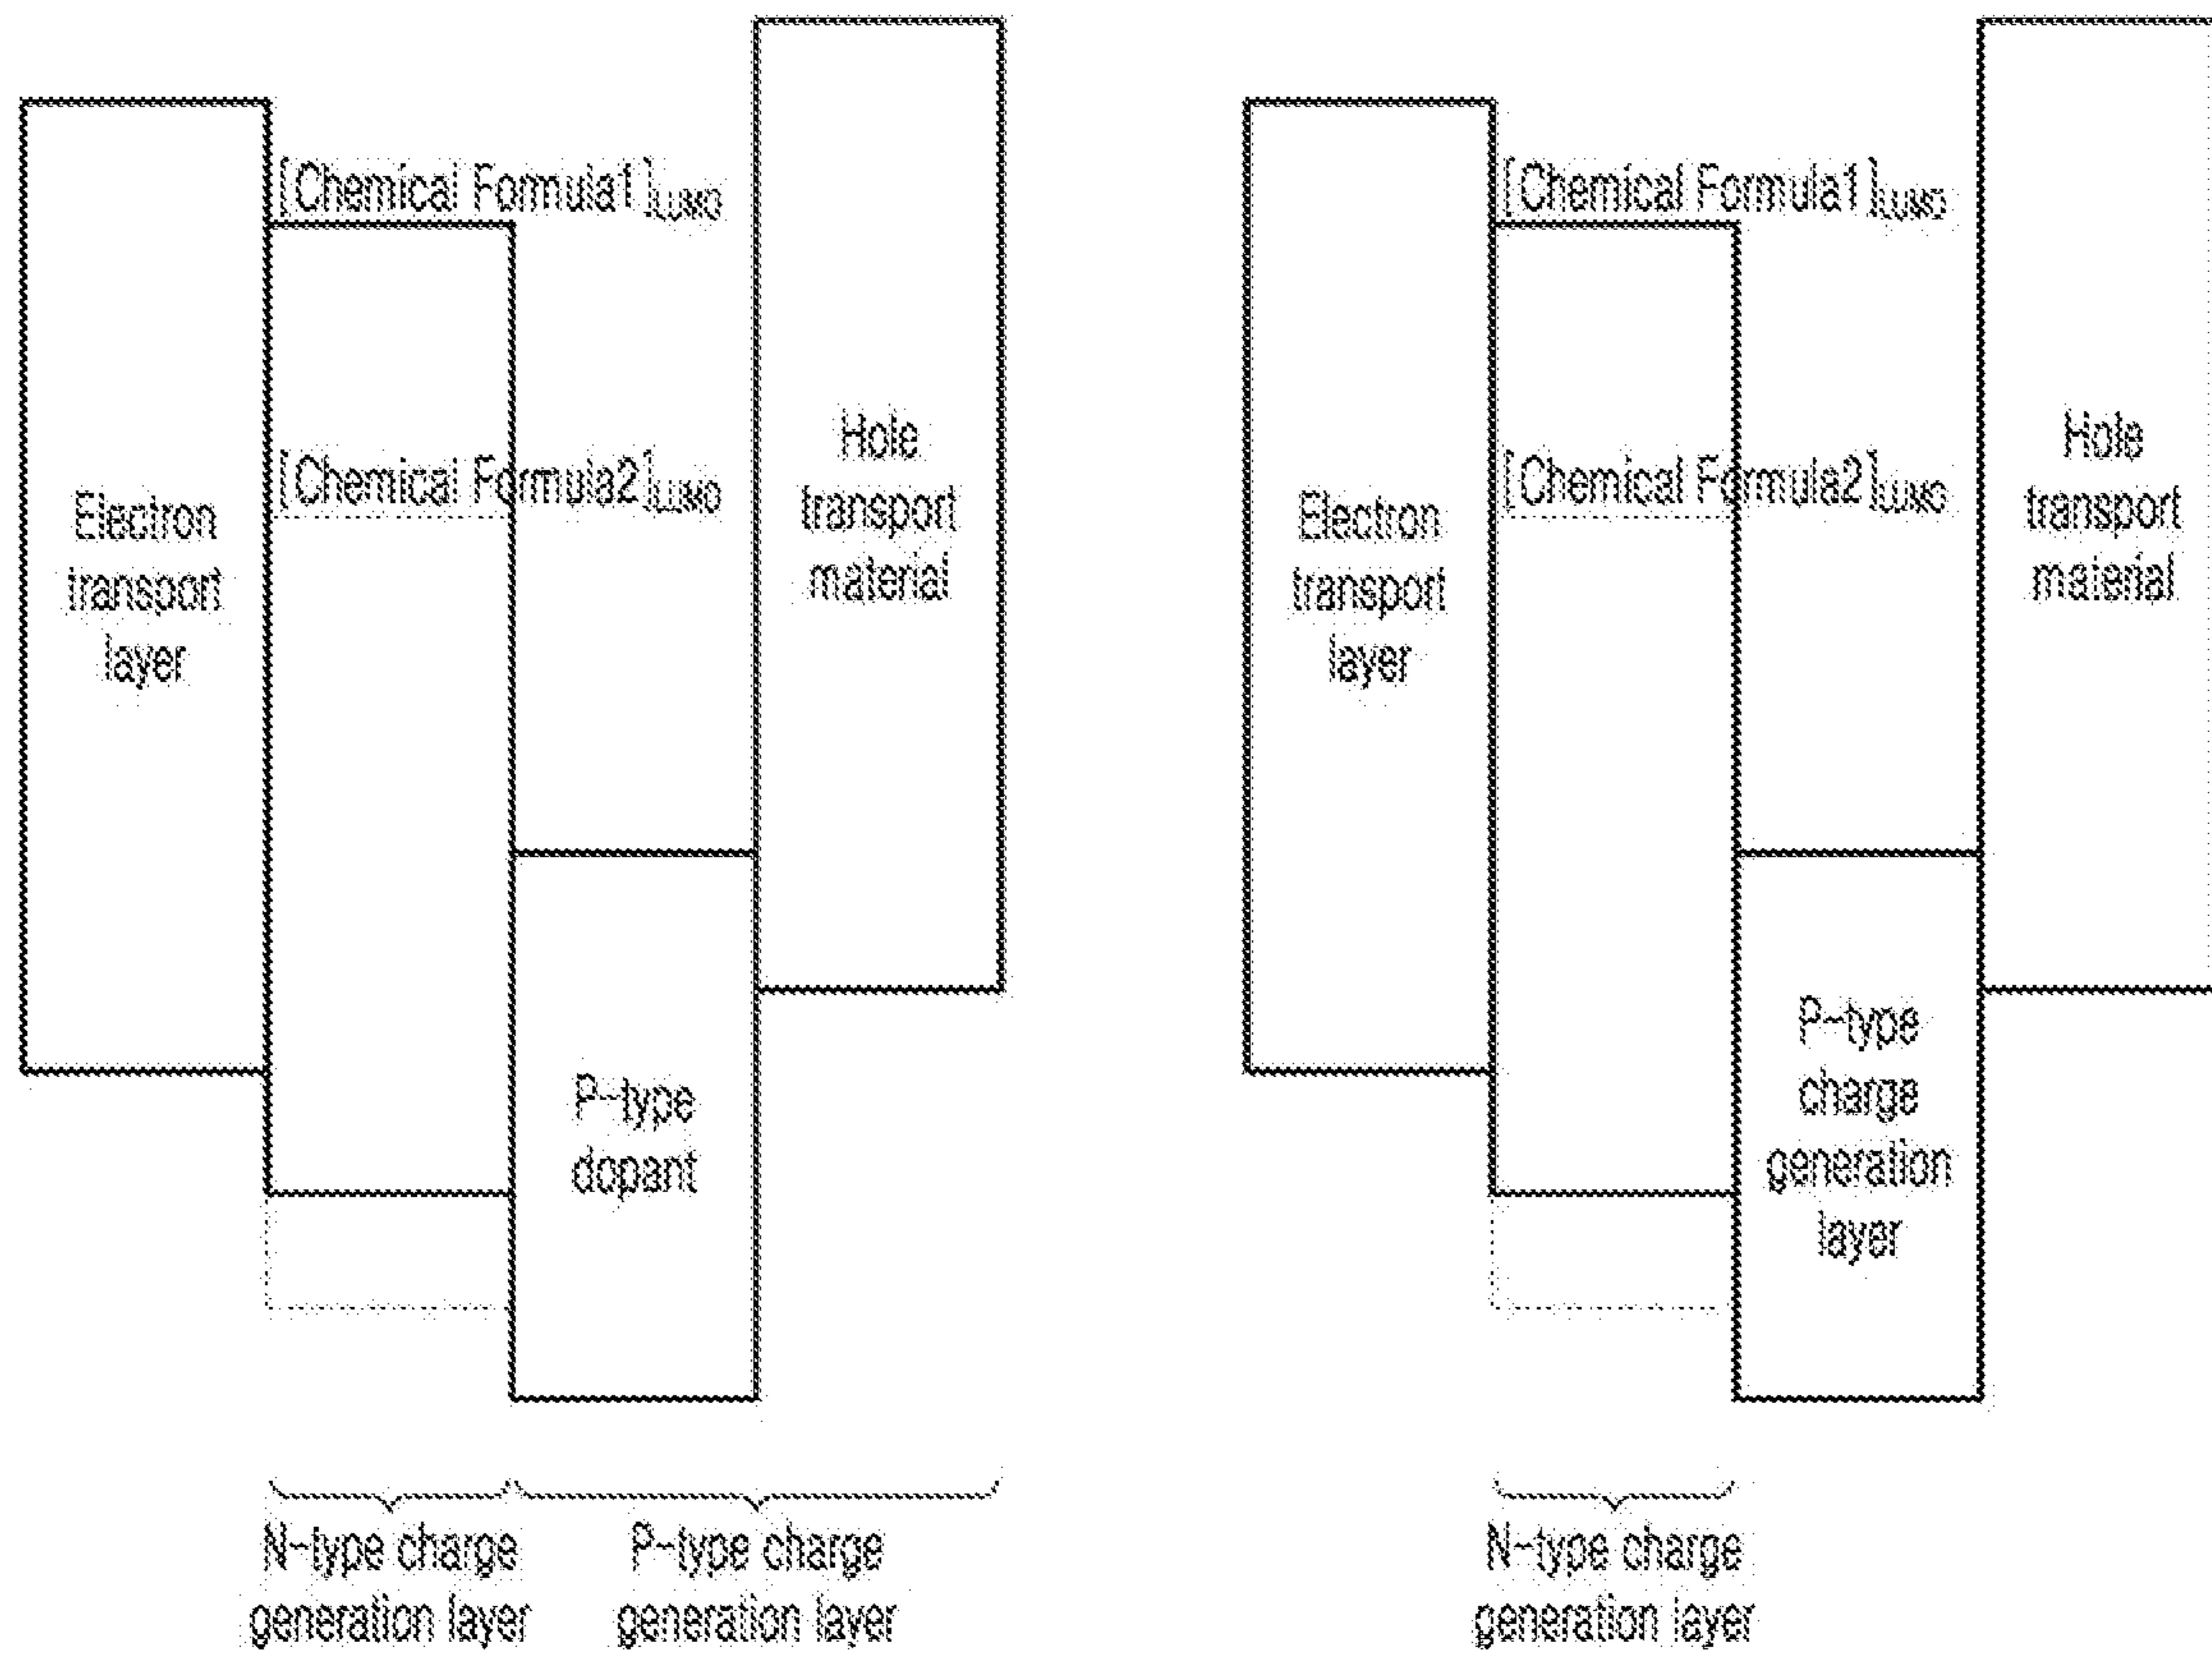 [Chemical Formula1]LUMO
[Chemical Formula2]LUMO
Electron
transport
layer
Hole
transport
material
P-type
dopant
N-type charge
generation layer
P-type charge
generation layer
[Chemical Formula1]LUMO
[Chemical Formula2]LUMO
Electron
transport
layer
Hole
transport
material
P-type
charge
generation
layer
N-type charge
generation layer